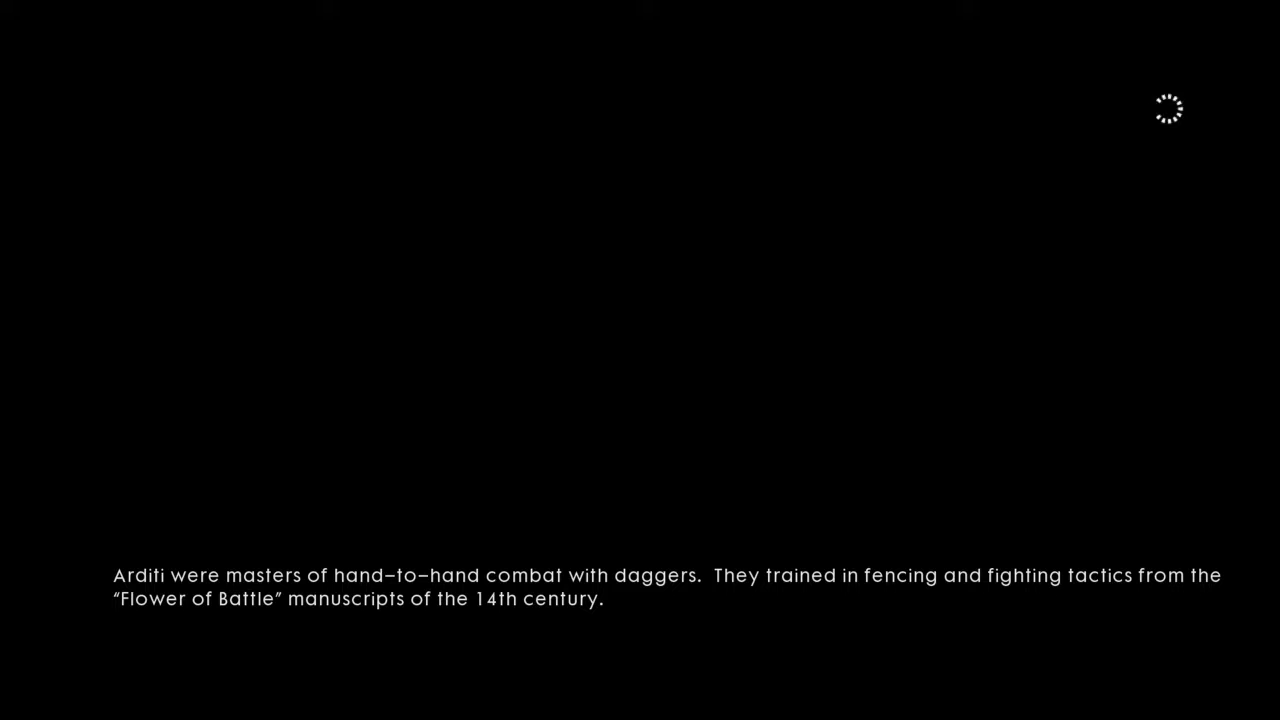 Arditi were masters of hand-to-hand combat with daggers.  They trained in fencing and fighting tactics from the
“Flower of Battle” manuscripts of the 14th century.